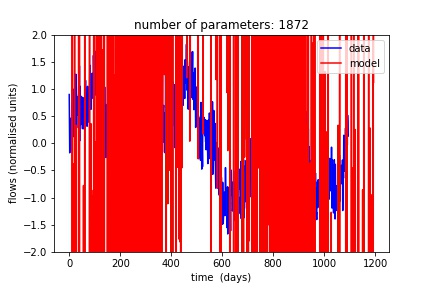 number of parameters: 1872
data
model
flows (normalised units)
2.0
1.5
1.0
0.5
0.0
−0.5
−1.0
−1.5
−2.0
0 200 400 600 800 1000 1200
time (days)